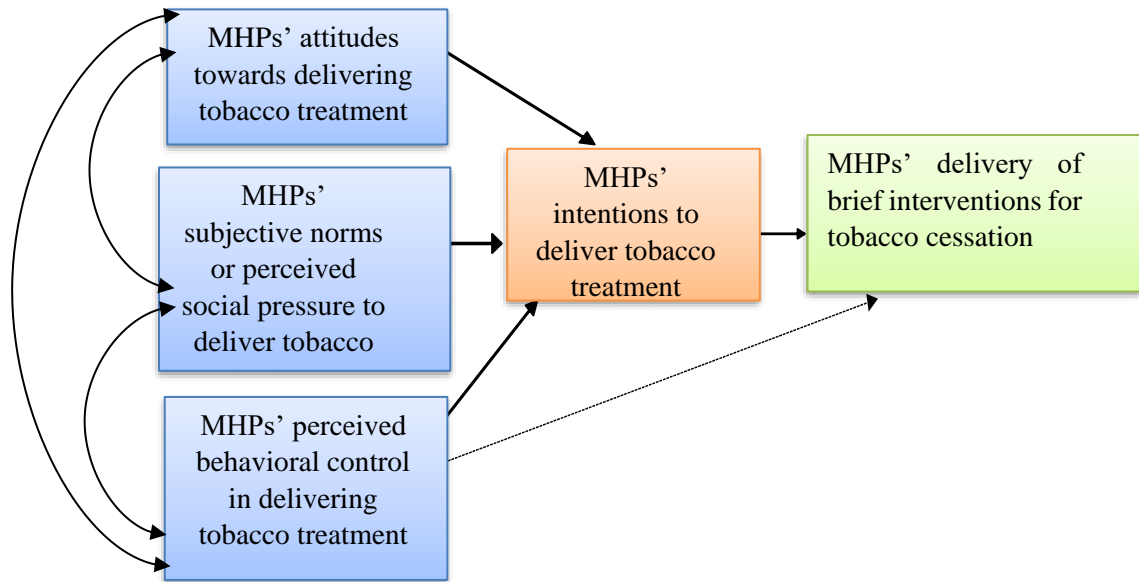 MHPs’ attitudes
towards delivering
tobacco treatment
MHPs’
subjective norms
or perceived
social pressure to
deliver tobacco
MHPs’ perceived
behavioral control
in delivering
tobacco treatment
MHPs’
intentions to
deliver tobacco
treatment
MHPs’ delivery of
brief interventions for
tobacco cessation